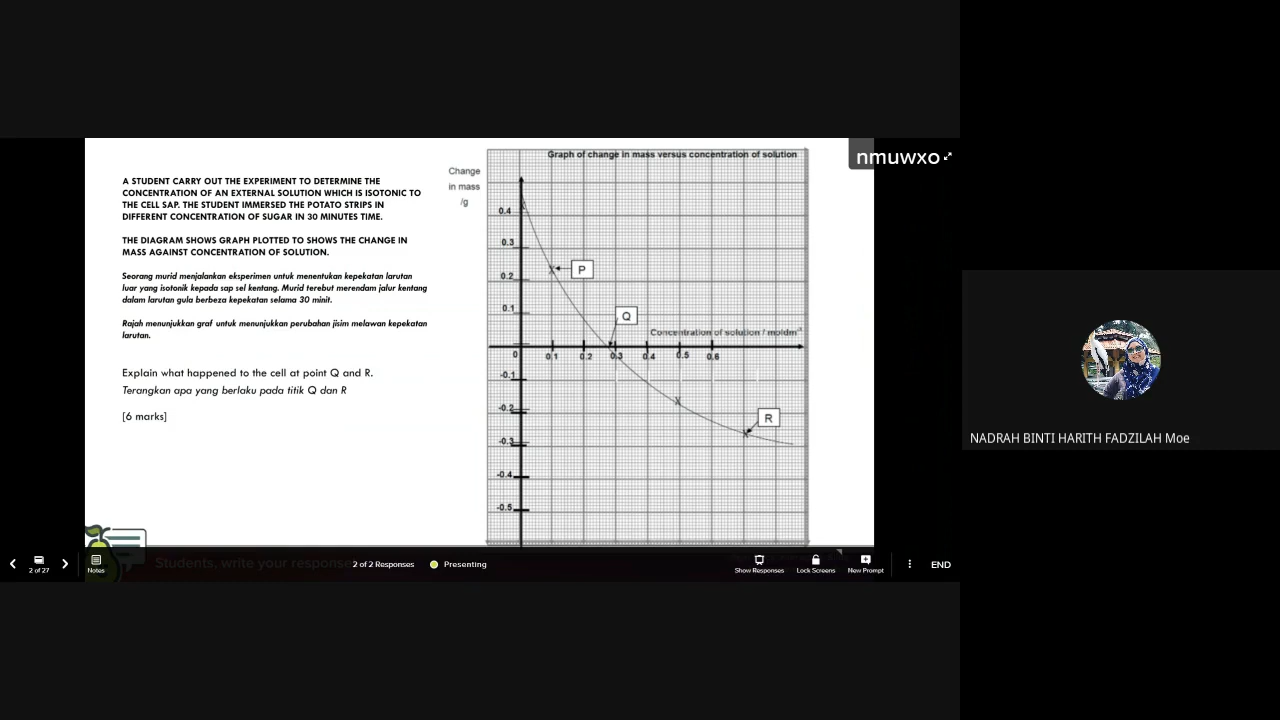 nmuwxo
A STUDENT CARRY OUT THE EXPERIMENT TO DETERMINE THE
CONCENTRATION OF AN EXTERNAL SOLUTION WHICH IS ISOTONIC TO
THE CELL SAP. THE STUDENT IMMERSED THE POTATO STRIPS IN
DIFFERENT CONCENTRATION OF SUGAR IN 30 MINUTES TIME.
THE DIAGRAM SHOWS GRAPH PLOTTED TO SHOWS THE CHANGE IN
MASS AGAINST CONCENTRATION OF SOLUTION.
Seorang murid menjalankan eksperimen untuk menentukan kepekatan larutan
luar yang isotonik kepada sap sel kentang. Murid terebut merendam jalur kentang
dalam larutan gula berbeza kepekatan selama 30 minit.
Rajah menunjukkan graf untuk menunjukkan perubahan jisim melawan kepekatan
larutan.
Explain what happened to the cell at point Q and R.
Terangkan apa yang berlaku pada titik Q dan R
[6 marks]
Graph of change in mass versus concentration of solution
Change
in mass
/g
0.4
0.3
0.2
0.1
0
-0.1
-0.2
-0.3
-0.4
-0.5
P
Q
Concentration of solution / moldm⁻³
0.1 0.2 0.3 0.4 0.5 0.6
R
NADRAH BINTI HARITH FADZILAH Moe
Students, write your response
2 of 27
Notes
2 of 2 Responses
Presenting
Show Responses
Lock Screens
New Prompt
END